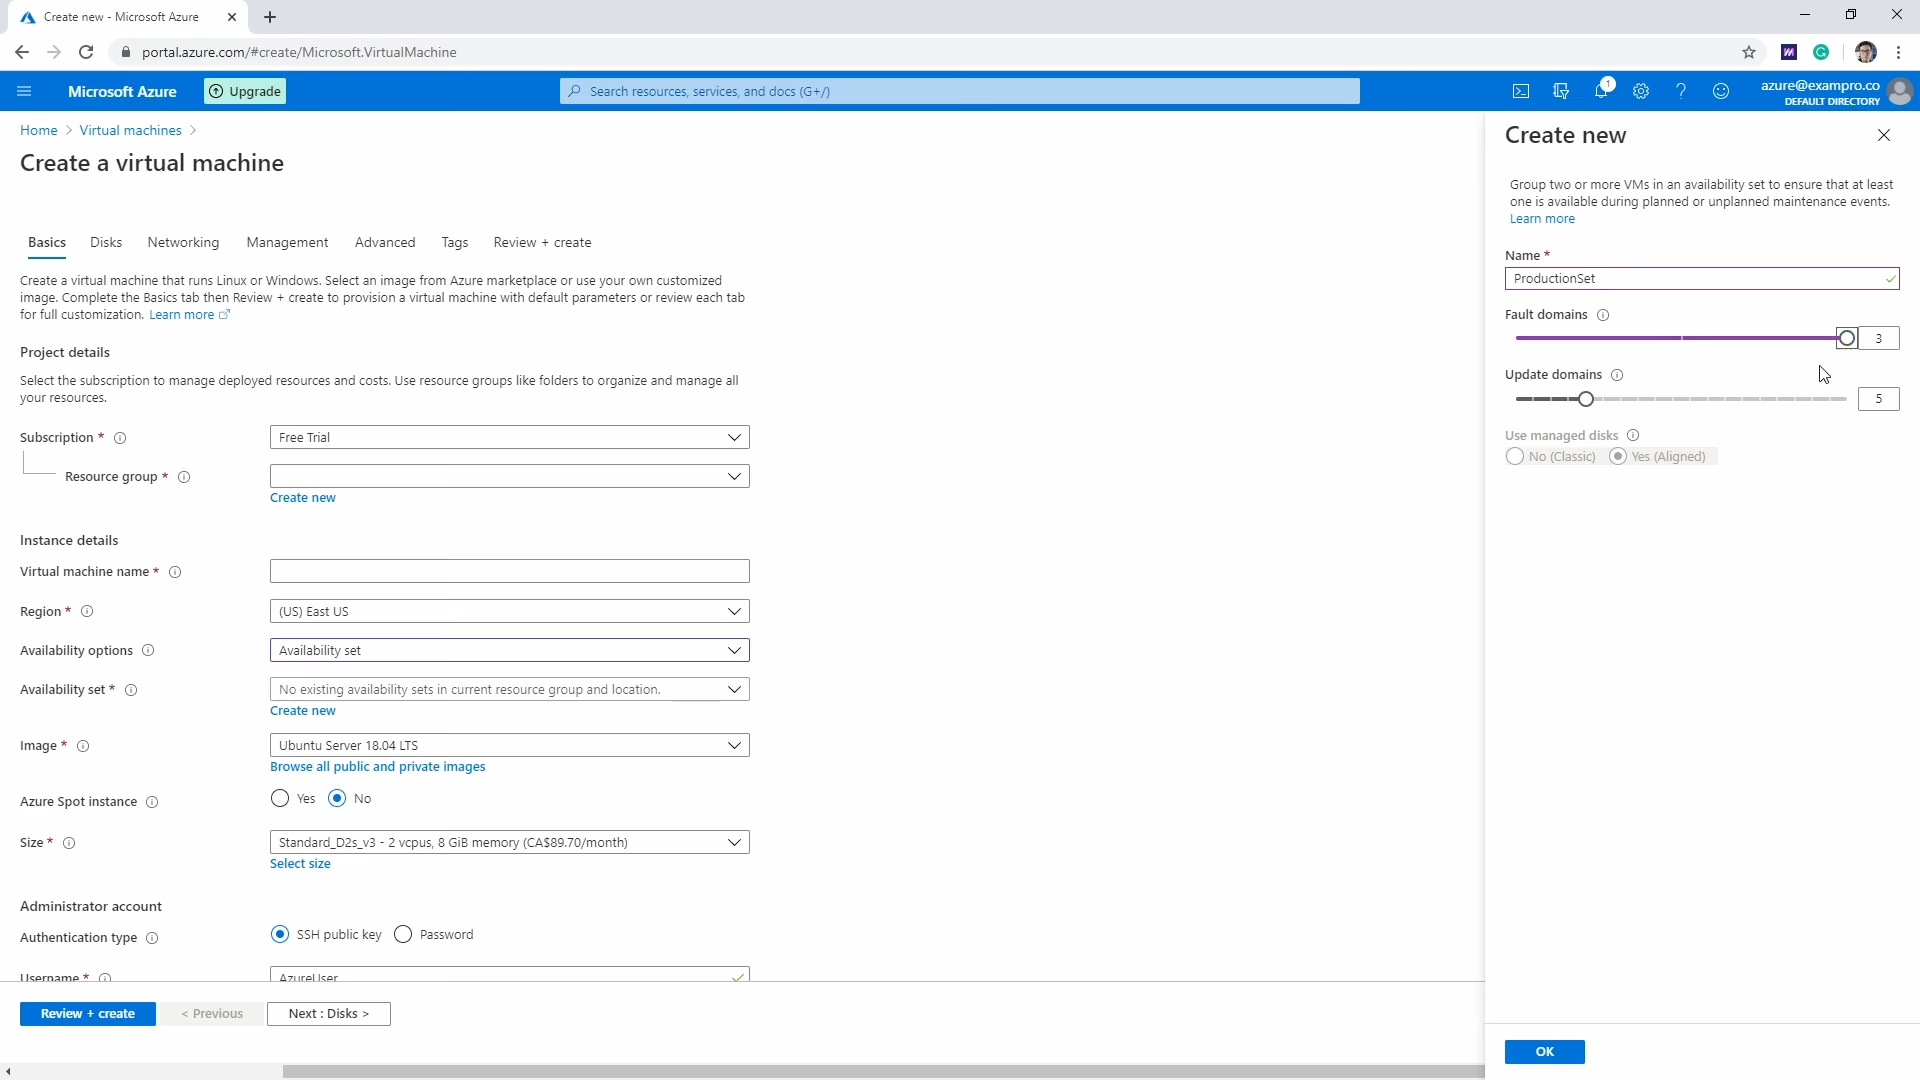 Create new - Microsoft Azure
portal.azure.com/#create/Microsoft.VirtualMachine
Microsoft Azure
Upgrade
Search resources, services, and docs (G+/)
1
azure@exampro.co
DEFAULT DIRECTORY
Home > Virtual machines >
Create a virtual machine
Basics Disks Networking Management Advanced Tags Review + create
Create a virtual machine that runs Linux or Windows. Select an image from Azure marketplace or use your own customized
image. Complete the Basics tab then Review + create to provision a virtual machine with default parameters or review each tab
for full customization. Learn more
Project details
Select the subscription to manage deployed resources and costs. Use resource groups like folders to organize and manage all
your resources.
Subscription *
Free Trial
Resource group *
Create new
Instance details
Virtual machine name *
Region *
(US) East US
Availability options
Availability set
Availability set *
No existing availability sets in current resource group and location.
Create new
Image *
Ubuntu Server 18.04 LTS
Browse all public and private images
Azure Spot instance
Yes No
Size *
Standard_D2s_v3 - 2 vcpus, 8 GiB memory (CA$89.70/month)
Select size
Administrator account
Authentication type
SSH public key Password
Username *
AzureUser
Review + create < Previous Next : Disks >
Create new
Group two or more VMs in an availability set to ensure that at least
one is available during planned or unplanned maintenance events.
Learn more
Name *
ProductionSet
Fault domains
3
Update domains
5
Use managed disks
No (Classic) Yes (Aligned)
OK